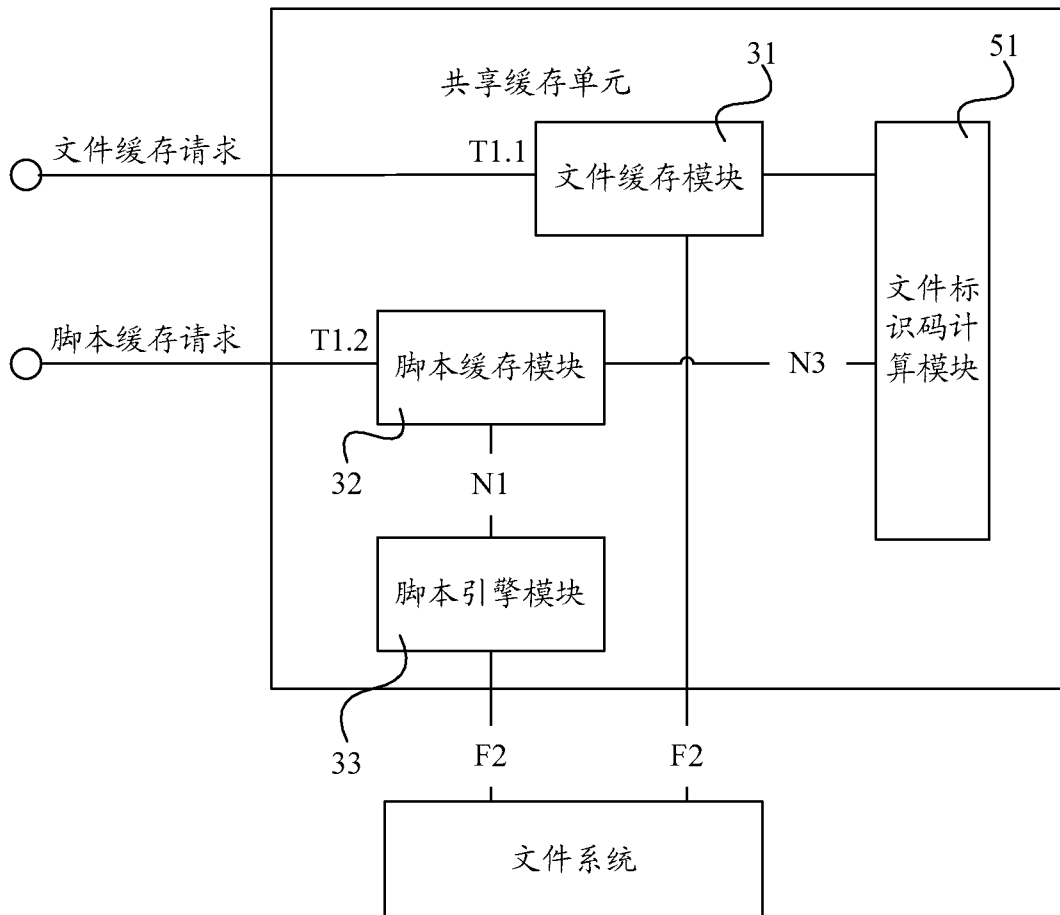 31
51
共享缓存单元
文件缓存请求
T1.1
文件缓存模块
文件标
识码计
算模块
脚本缓存请求
T1.2
脚本缓存模块
N3
32
N1
脚本引擎模块
33
F2
F2
文件系统